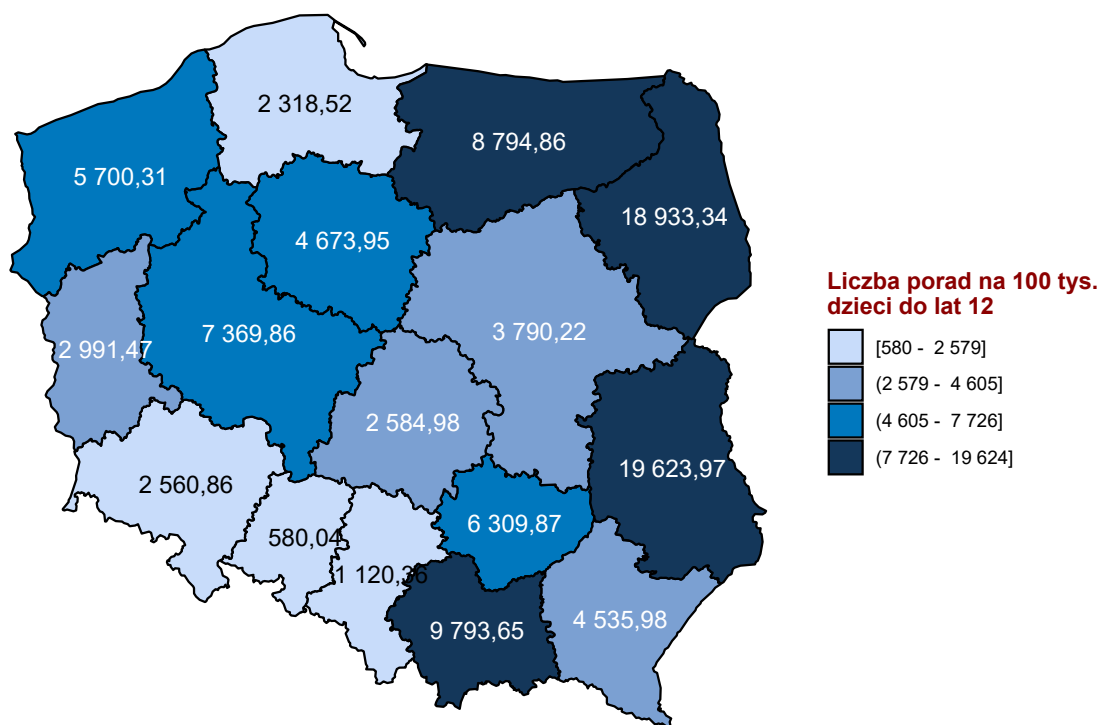 2 318,52
8 794,86
5 700,31
18 933,34
4 673,95
7 369,86
3 790,22
2 991,47
2 584,98
19 623,97
2 560,86
6 309,87
580,04
1 120,36
9 793,65
4 535,98
Liczba porad na 100 tys.
dzieci do lat 12
[580 - 2 579]
(2 579 - 4 605]
(4 605 - 7 726]
(7 726 - 19 624]